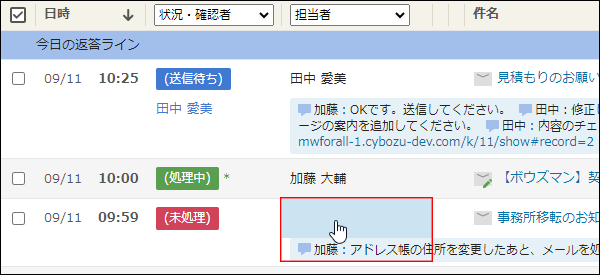 日時 ↓ 状況・確認者 担当者 件名
今日の返答ライン
09/11 10:25 (送信待ち) 田中 愛美 見積もりのお願い
田中 愛美
加藤：OKです。送信してください。 田中：修正し
ージの案内を追加してください。 田中：内容のチェ
mwforall-1.cybozu-dev.com/k/11/show#record=2
09/11 10:00 (処理中) * 加藤 大輔 【ボウズマン】契
09/11 09:59 (未処理) 事務所移転のお知
加藤：アドレス帳の住所を変更したあと、メールを処